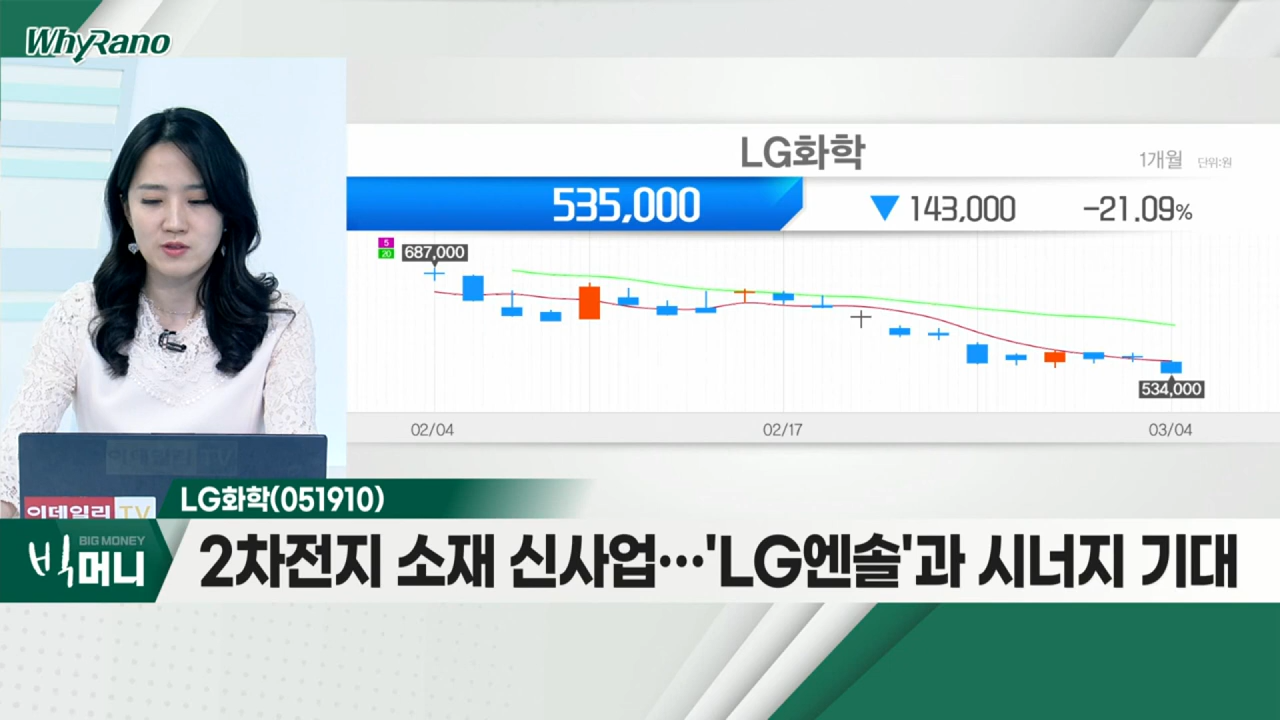 WhyRano
LG화학
1개월 단위:원
535,000 ▼ 143,000 -21.09%
5
20
687,000
534,000
02/04 02/17 03/04
이데일리 TV
LG화학(051910)
빅머니 BIG MONEY
2차전지 소재 신사업…'LG엔솔'과 시너지 기대